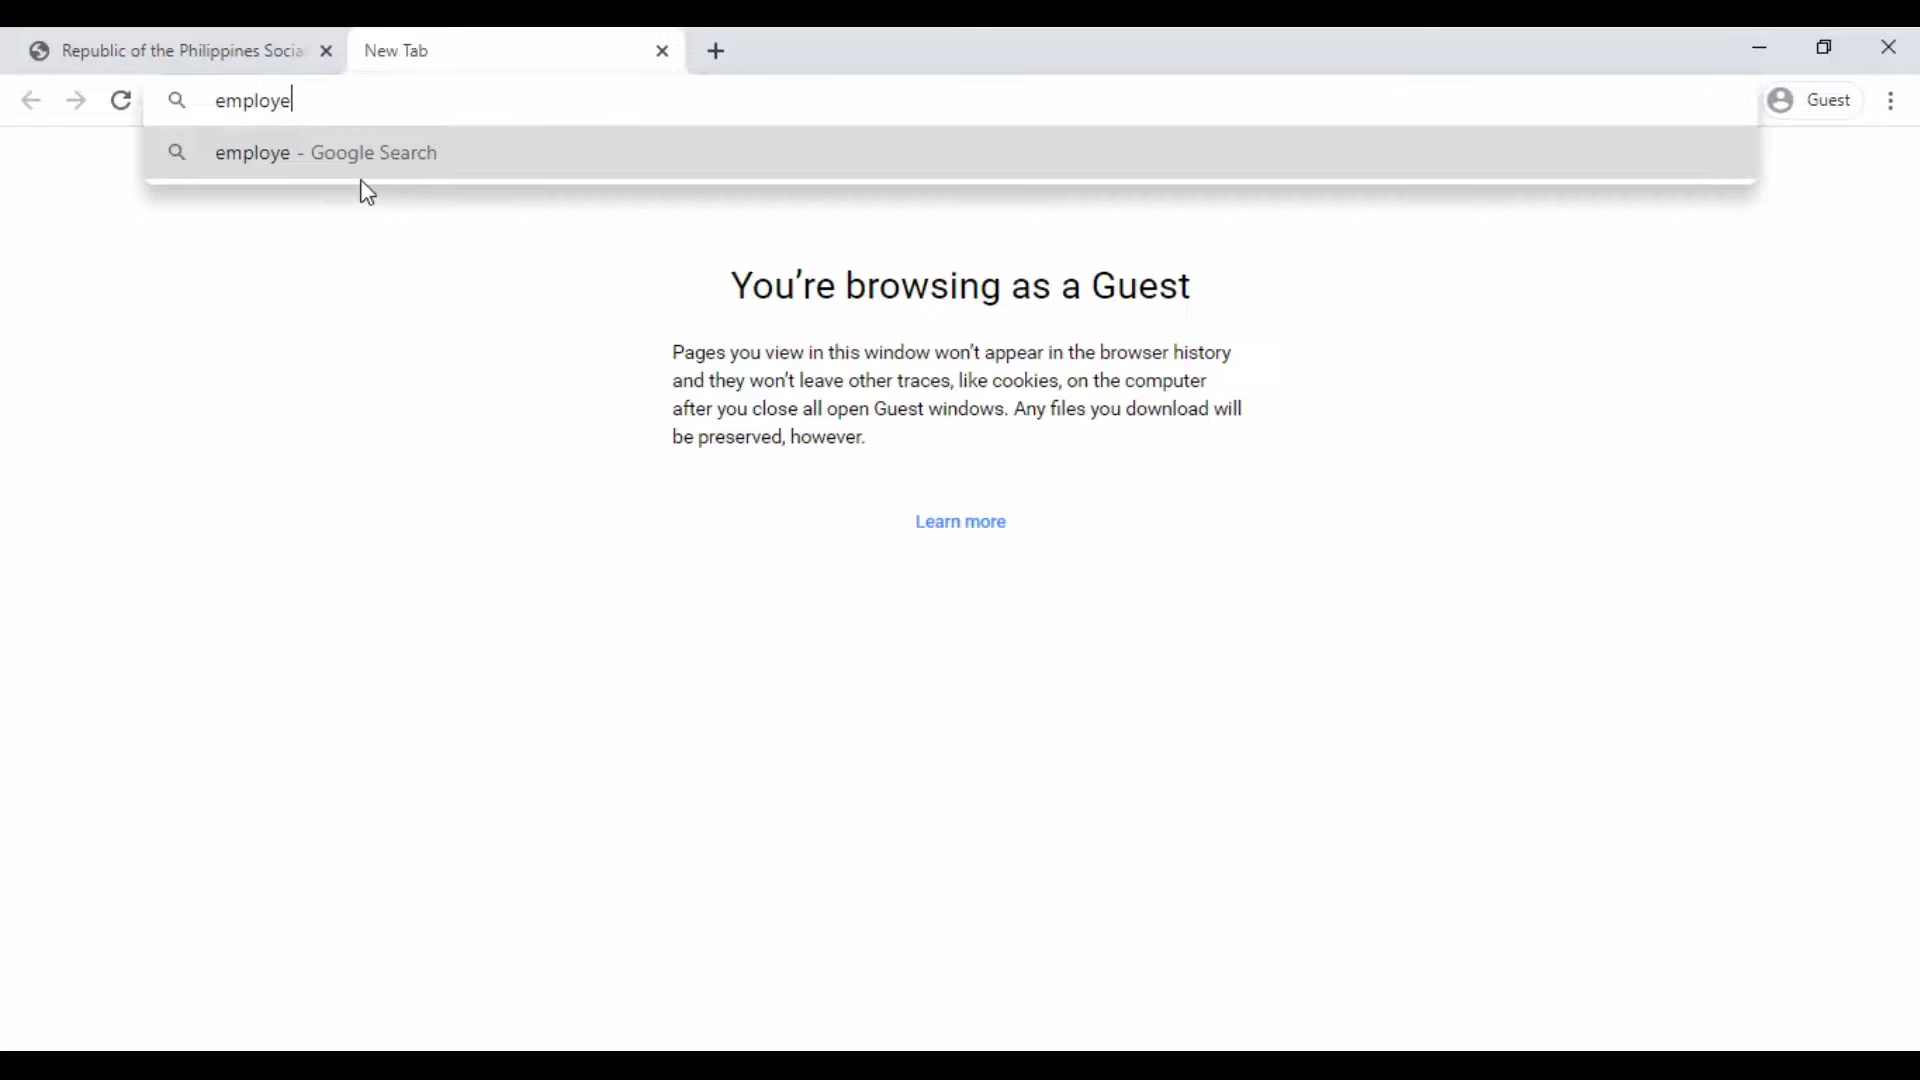 Republic of the Philippines Socia
New Tab
employe
Guest
employe - Google Search
You're browsing as a Guest
Pages you view in this window won't appear in the browser history
and they won't leave other traces, like cookies, on the computer
after you close all open Guest windows. Any files you download will
be preserved, however.
Learn more